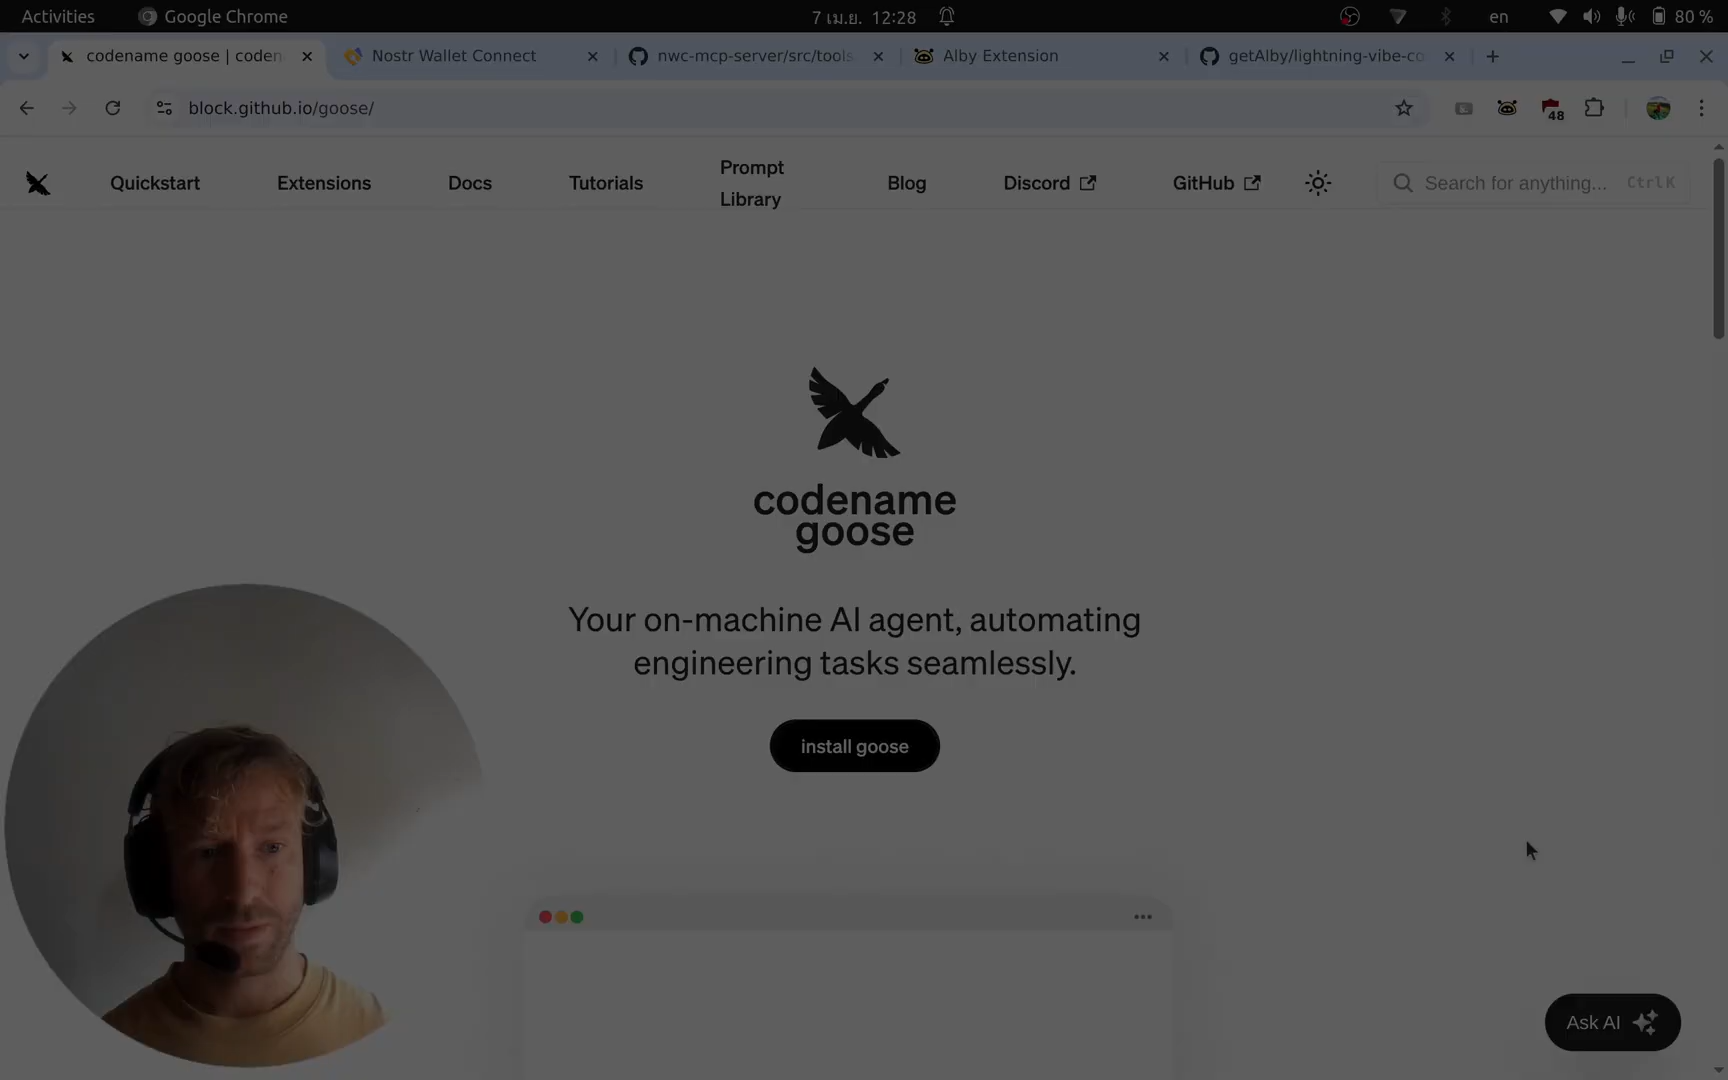 Activities
Google Chrome
7 เม.ย. 12:28
en
80 %
codename goose | coden
Nostr Wallet Connect
nwc-mcp-server/src/tools
Alby Extension
getAlby/lightning-vibe-co
block.github.io/goose/
48
Quickstart
Extensions
Docs
Tutorials
Prompt
Library
Blog
Discord
GitHub
Search for anything...
Ctrl K
codename
goose
Your on-machine AI agent, automating
engineering tasks seamlessly.
install goose
Ask AI